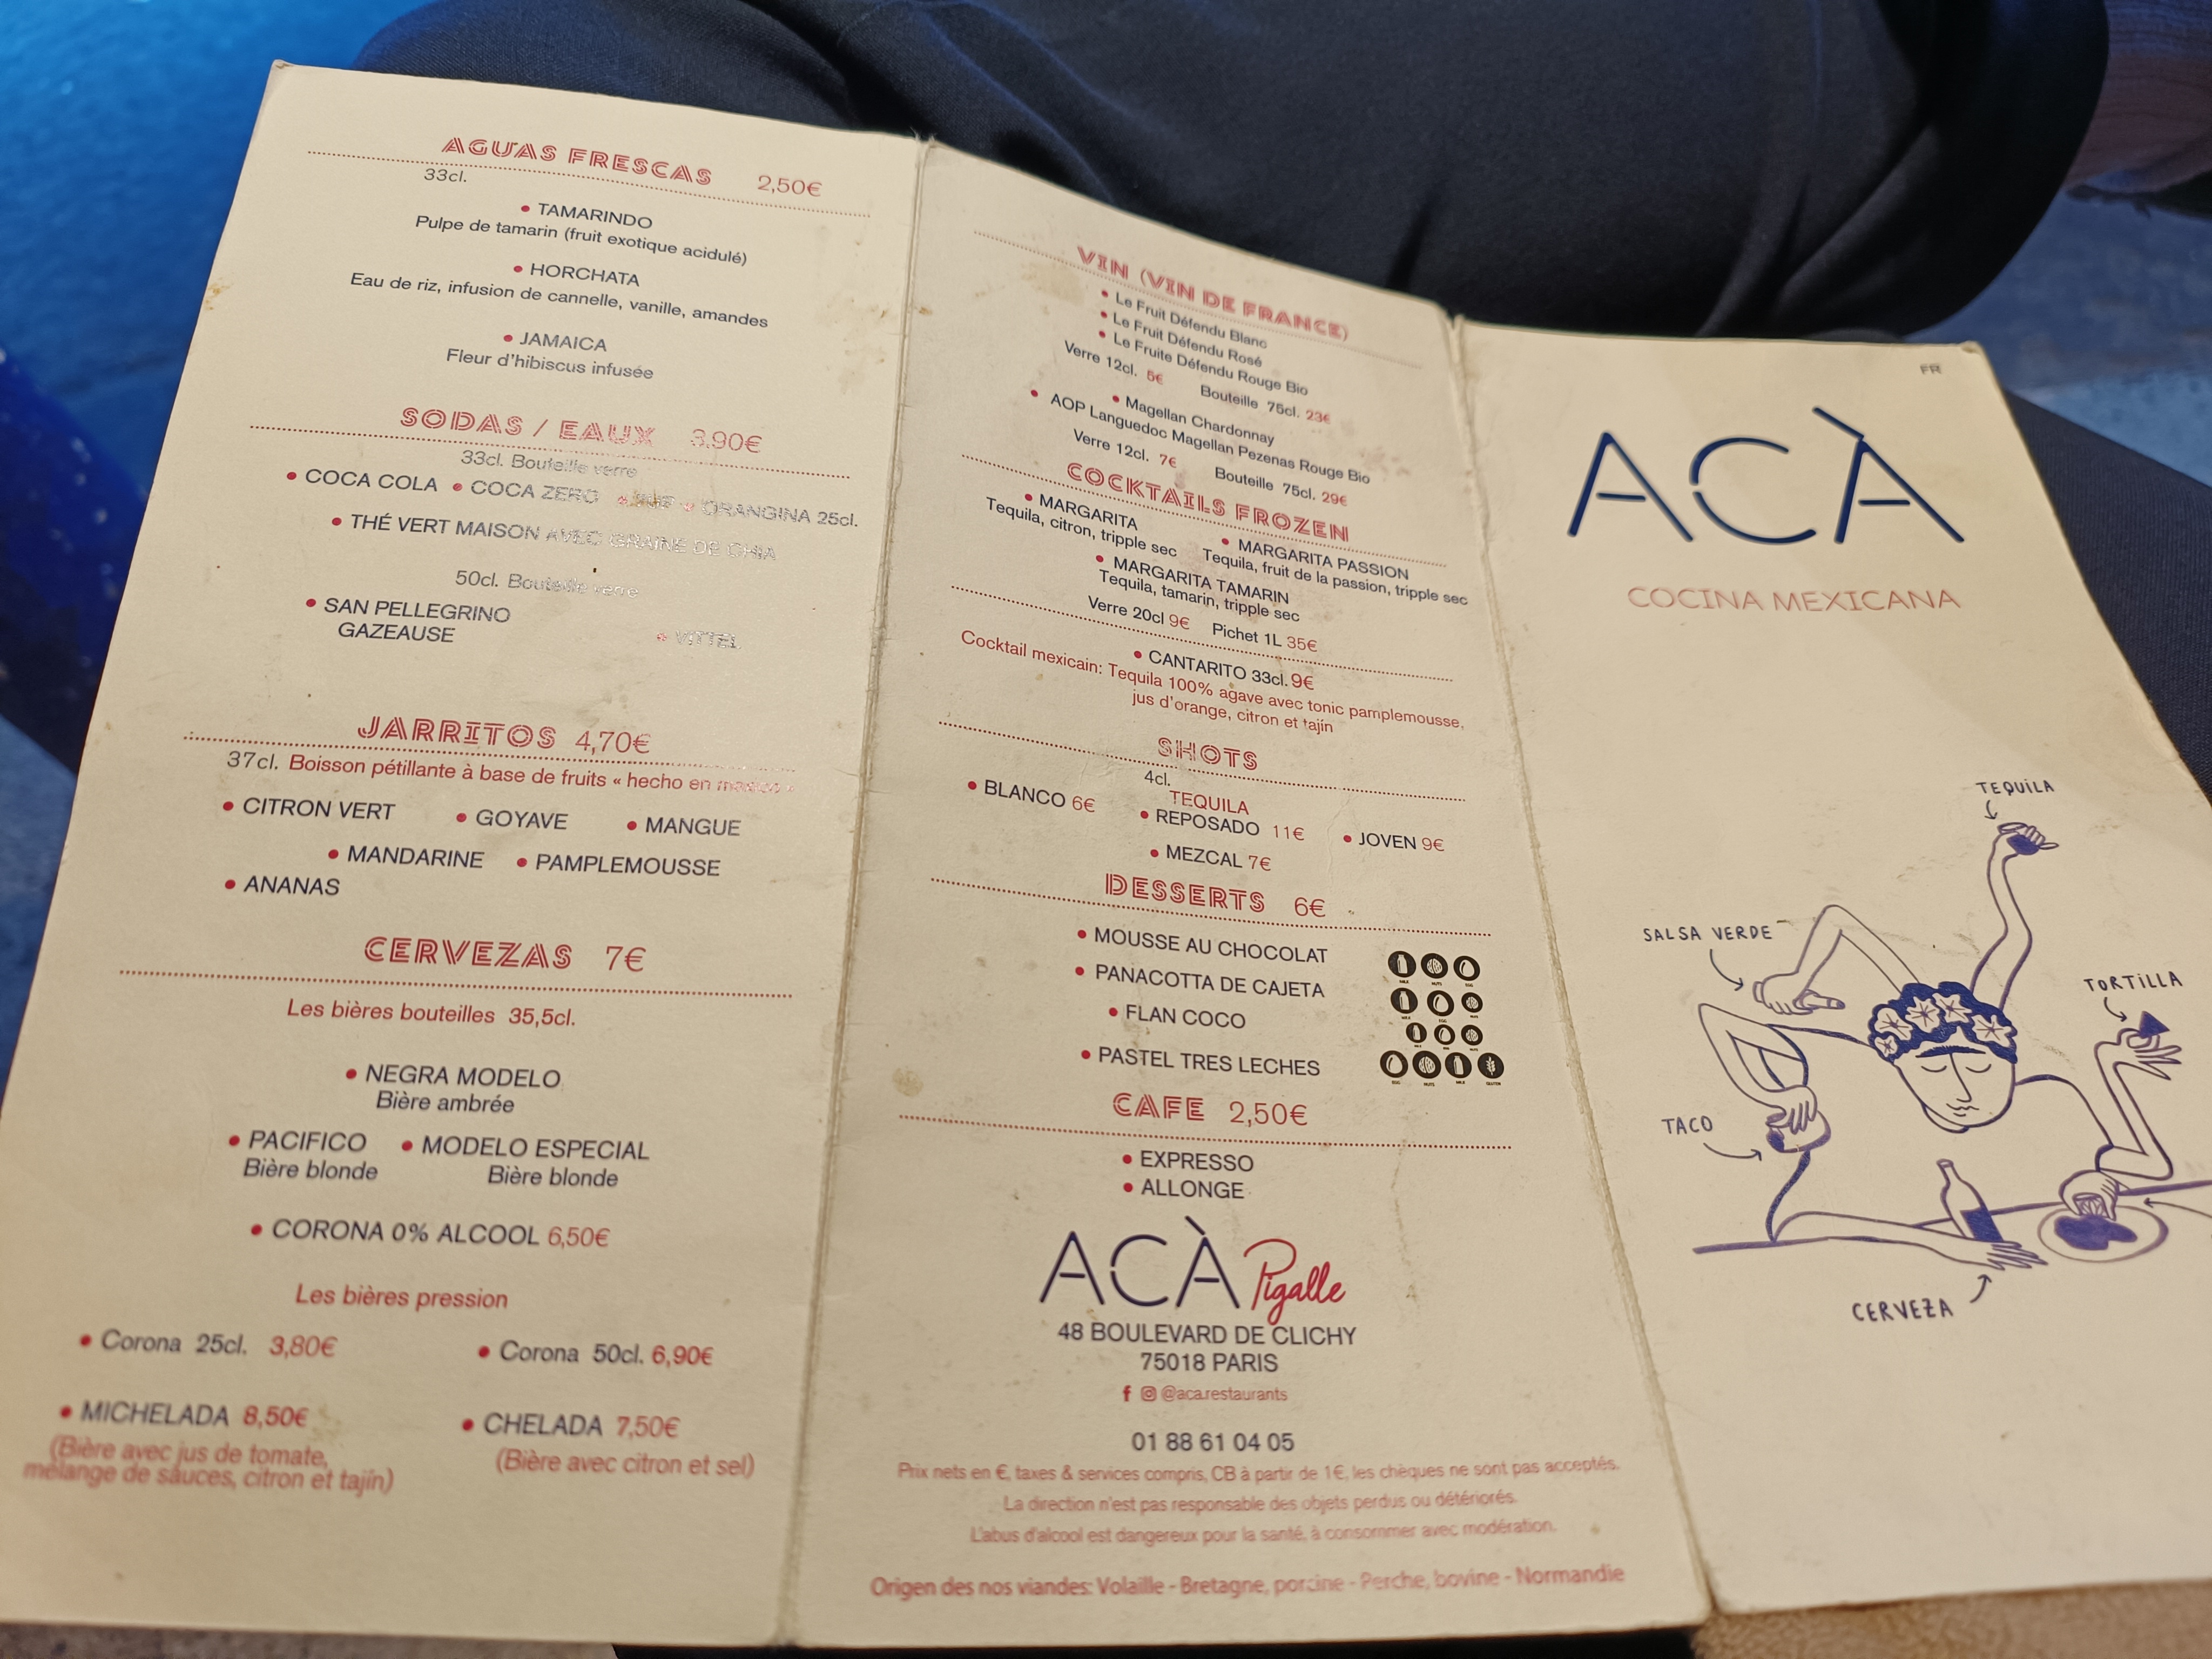 AGUAS FRESCAS 2,50€
33cl.
• TAMARINDO
Pulpe de tamarin (fruit exotique acidulé)
• HORCHATA
Eau de riz, infusion de cannelle, vanille, amandes
• JAMAICA
Fleur d'hibiscus infusée
SODAS / EAUX 3,90€
33cl. Bouteille verre
• COCA COLA • COCA ZERO • ORANGINA 25cl.
• THÉ VERT MAISON AVEC GRAINE DE CHIA
50cl. Bouteille verre
• SAN PELLEGRINO
GAZEAUSE
• VITTEL
JARRITOS 4,70€
37cl. Boisson pétillante à base de fruits « hecho en mexico »
• CITRON VERT • GOYAVE • MANGUE
• MANDARINE • PAMPLEMOUSSE
• ANANAS
CERVEZAS 7€
Les bières bouteilles 35,5cl.
• NEGRA MODELO
Bière ambrée
• PACIFICO • MODELO ESPECIAL
Bière blonde Bière blonde
• CORONA 0% ALCOOL 6,50€
Les bières pression
• Corona 25cl. 3,80€ • Corona 50cl. 6,90€
• MICHELADA 8,50€ • CHELADA 7,50€
(Bière avec jus de tomate,
mélange de sauces, citron et tajín)
(Bière avec citron et sel)
VIN (VIN DE FRANCE)
• Le Fruit Défendu Blanc
• Le Fruit Défendu Rosé
• Le Fruite Défendu Rouge Bio
Verre 12cl. 5€ Bouteille 75cl. 23€
• Magellan Chardonnay
• AOP Languedoc Magellan Pezenas Rouge Bio
Verre 12cl. 7€ Bouteille 75cl. 29€
COCKTAILS FROZEN
• MARGARITA
Tequila, citron, tripple sec
• MARGARITA PASSION
Tequila, fruit de la passion, tripple sec
• MARGARITA TAMARIN
Tequila, tamarin, tripple sec
Verre 20cl 9€ Pichet 1L 35€
• CANTARITO 33cl. 9€
Cocktail mexicain: Tequila 100% agave avec tonic pamplemousse,
jus d'orange, citron et tajín
SHOTS
4cl.
TEQUILA
• BLANCO 6€ • REPOSADO 11€ • JOVEN 9€
• MEZCAL 7€
DESSERTS 6€
• MOUSSE AU CHOCOLAT
• PANACOTTA DE CAJETA
• FLAN COCO
• PASTEL TRES LECHES
EGG NUTS MILK GLUTEN
CAFE 2,50€
• EXPRESSO
• ALLONGE
ACÀ Pigalle
48 BOULEVARD DE CLICHY
75018 PARIS
@aca.restaurants
01 88 61 04 05
Prix nets en €, taxes & services compris, CB à partir de 1€, les chèques ne sont pas acceptés.
La direction n'est pas responsable des objets perdus ou détériorés.
L'abus d'alcool est dangereux pour la santé, à consommer avec modération.
Origen des nos viandes: Volaille - Bretagne, porcine - Perche, bovine - Normandie
FR
ACÀ
COCINA MEXICANA
TEQUILA
SALSA VERDE
TORTILLA
TACO
CERVEZA